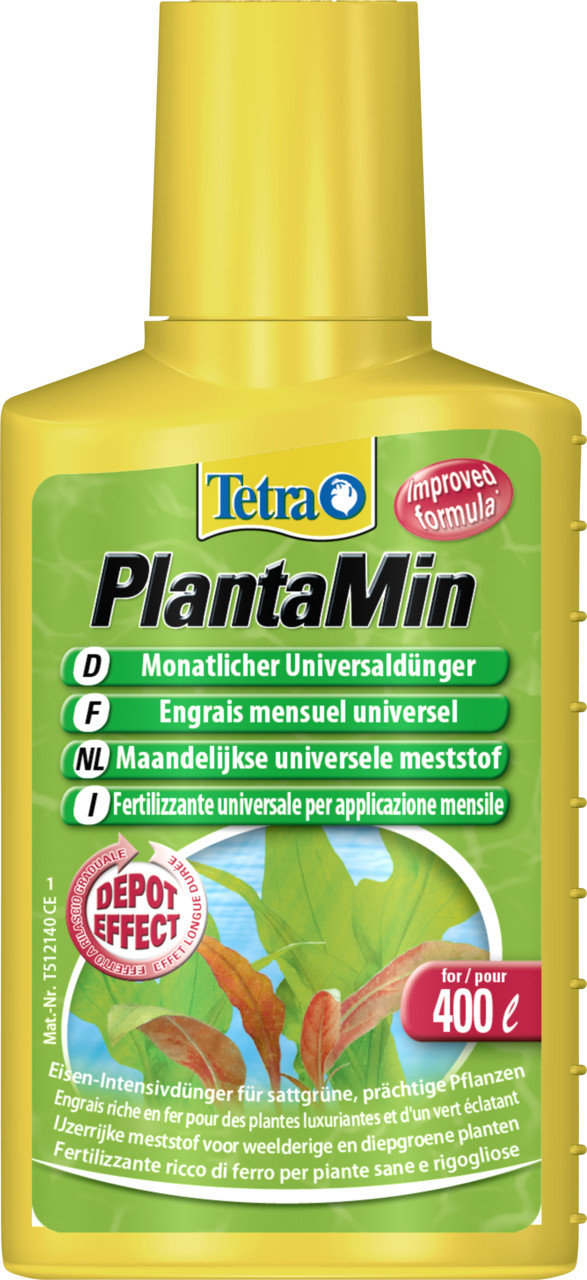 Tetra
improved
formula*
PlantaMin
D Monatlicher Universaldünger
F Engrais mensuel universel
NL Maandelijkse universele meststof
I Fertilizzante universale per applicazione mensile
DÉPÔT
EFFECT
EFFET LONGUE DURÉE
EFFETTO A RILASCIO GRADUALE
Mat.-Nr. T512140 CE – 1
for / pour
400 ℓ
Eisen-Intensivdünger für sattgrüne, prächtige Pflanzen
Engrais riche en fer pour des plantes luxuriantes et d'un vert éclatant
IJzerrijke meststof voor weelderige en diepgroene planten
Fertilizzante ricco di ferro per piante sane e rigogliose